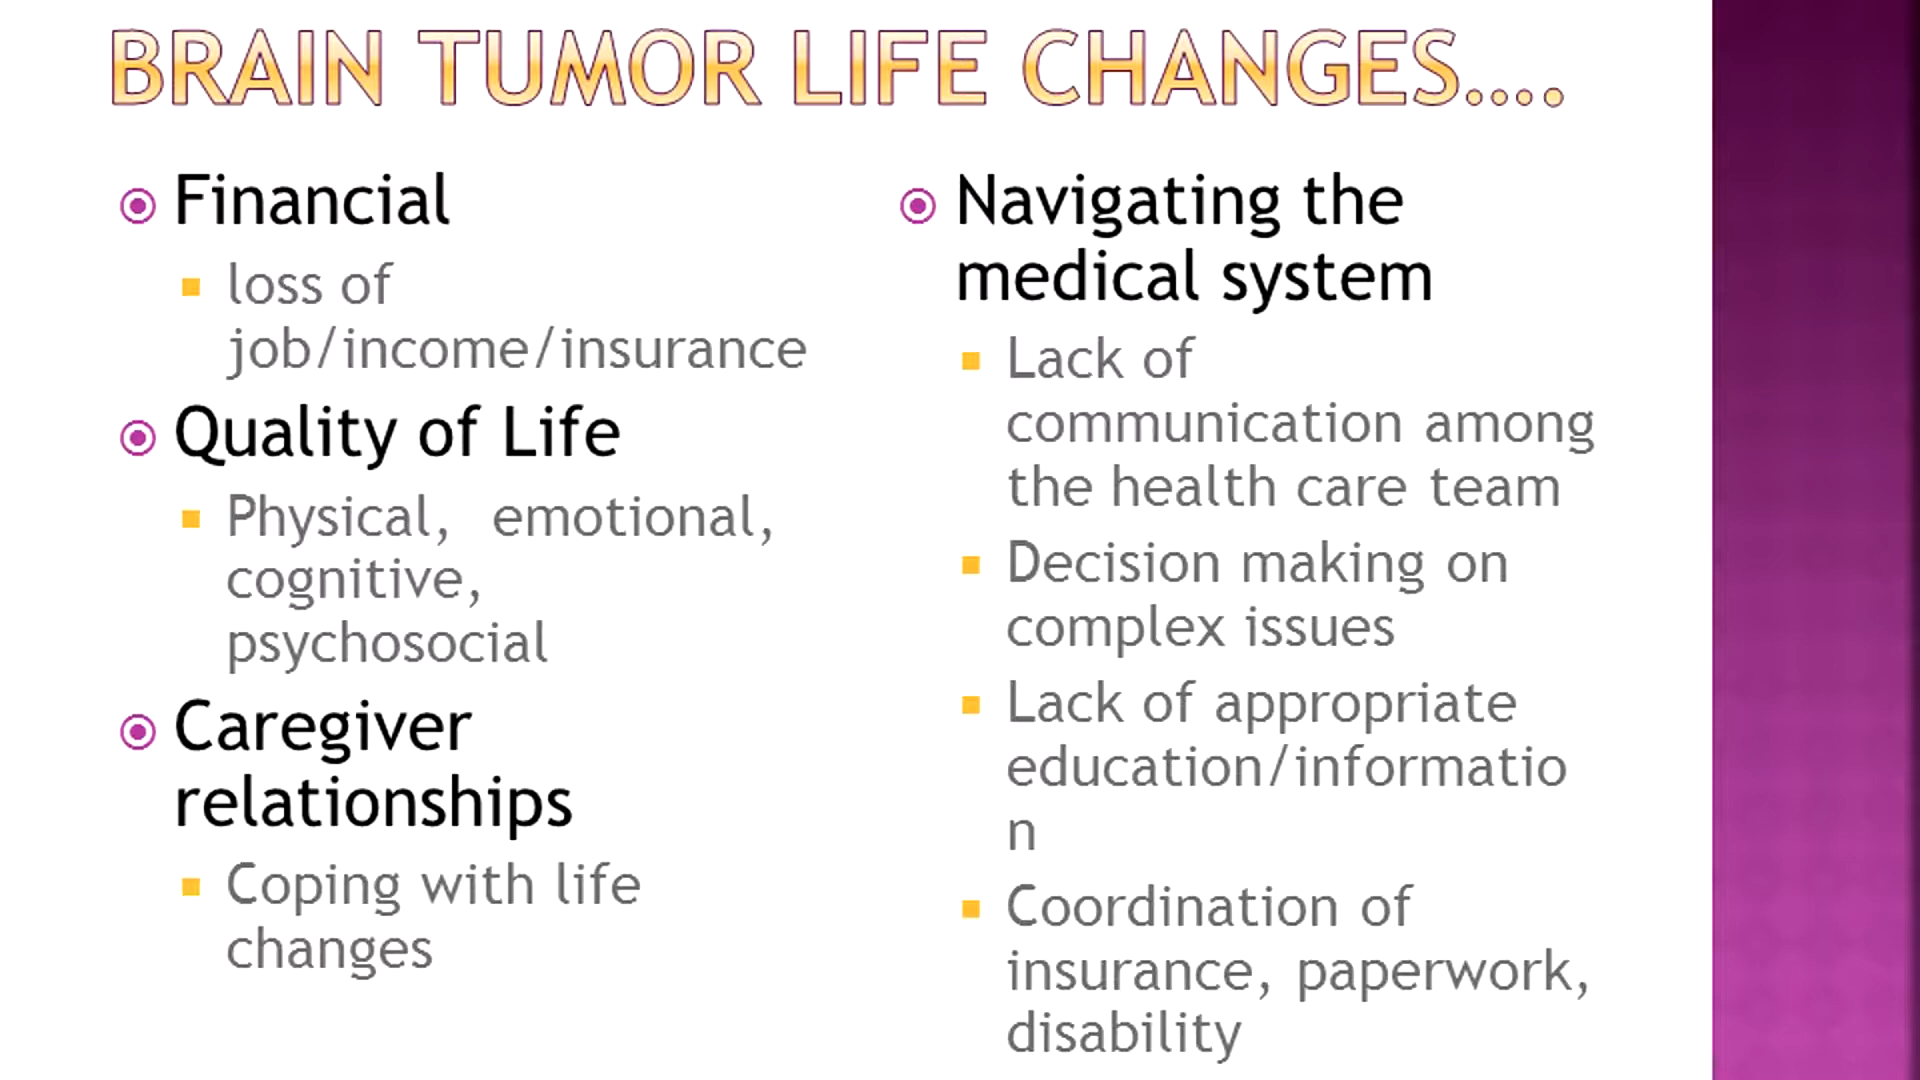 BRAIN TUMOR LIFE CHANGES....
Financial
loss of
job/income/insurance
Quality of Life
Physical,  emotional,
cognitive,
psychosocial
Caregiver
relationships
Coping with life
changes
Navigating the
medical system
Lack of
communication among
the health care team
Decision making on
complex issues
Lack of appropriate
education/informatio
n
Coordination of
insurance, paperwork,
disability